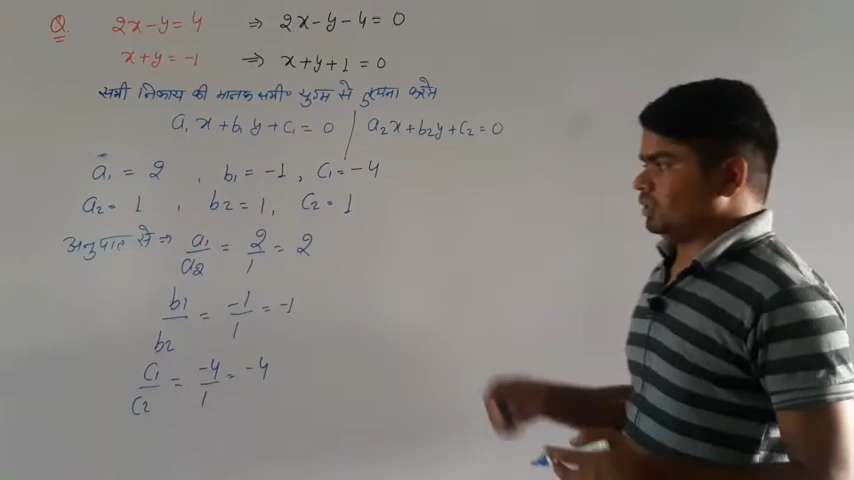 Q. 2x-y=4 ⇒ 2x-y-4=0
x+y=-1 ⇒ x+y+1=0
समी निकाय की मानक समी० युग्म से तुलना करने
a₁x+b₁y+c₁=0 / a₂x+b₂y+c₂=0
a₁=2, b₁=-1, c₁=-4
a₂=1, b₂=1, c₂=1
अनुपात से ⇒ a₁/a₂ = 2/1 = 2
b₁/b₂ = -1/1 = -1
c₁/c₂ = -4/1 = -4